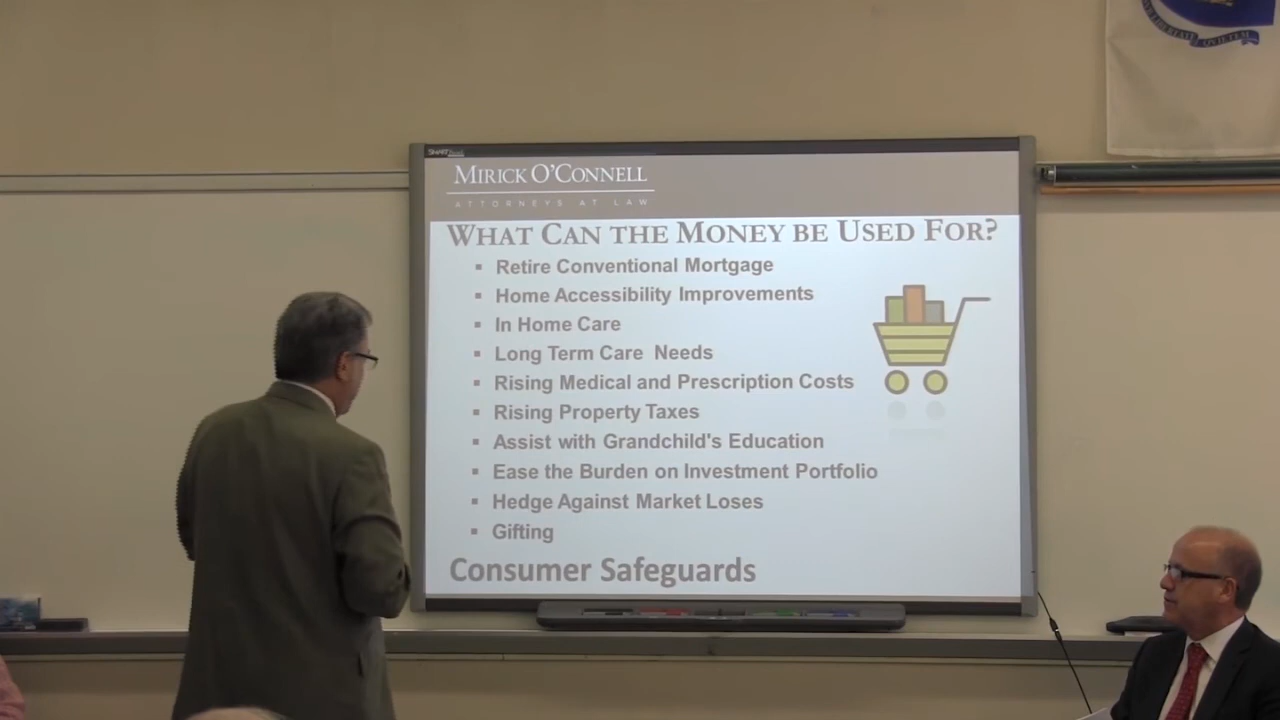 SMART
MIRICK O'CONNELL
ATTORNEYS AT LAW
WHAT CAN THE MONEY BE USED FOR?
▪ Retire Conventional Mortgage
▪ Home Accessibility Improvements
▪ In Home Care
▪ Long Term Care Needs
▪ Rising Medical and Prescription Costs
▪ Rising Property Taxes
▪ Assist with Grandchild's Education
▪ Ease the Burden on Investment Portfolio
▪ Hedge Against Market Loses
▪ Gifting
Consumer Safeguards